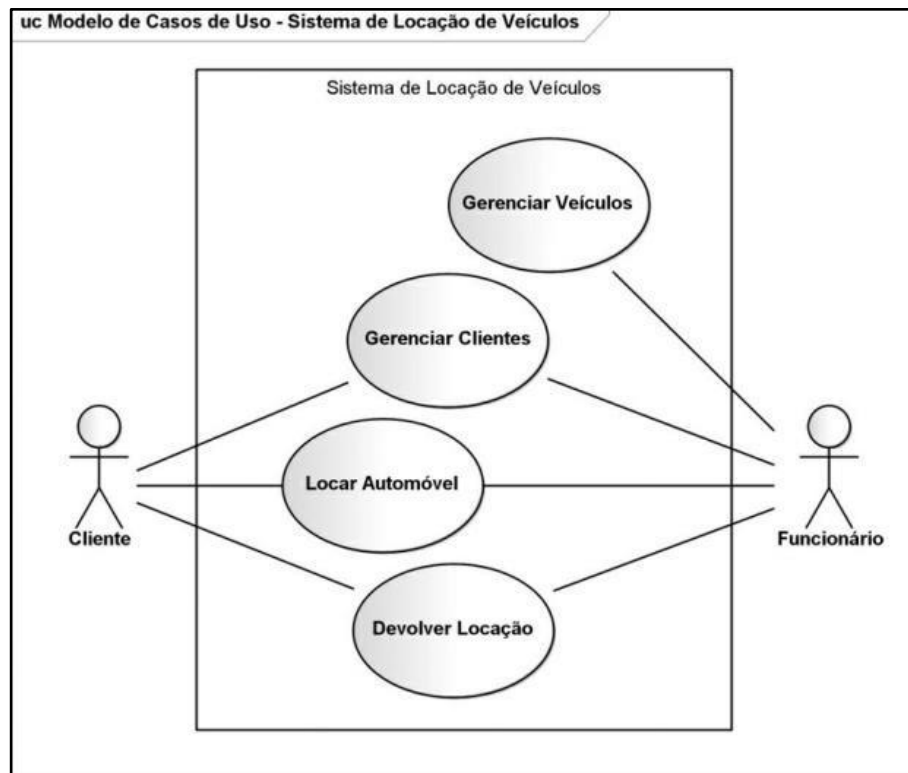 uc Modelo de Casos de Uso - Sistema de Locação de Veículos
Sistema de Locação de Veículos
Gerenciar Veículos
Gerenciar Clientes
Locar Automóvel
Cliente
Funcionário
Devolver Locação